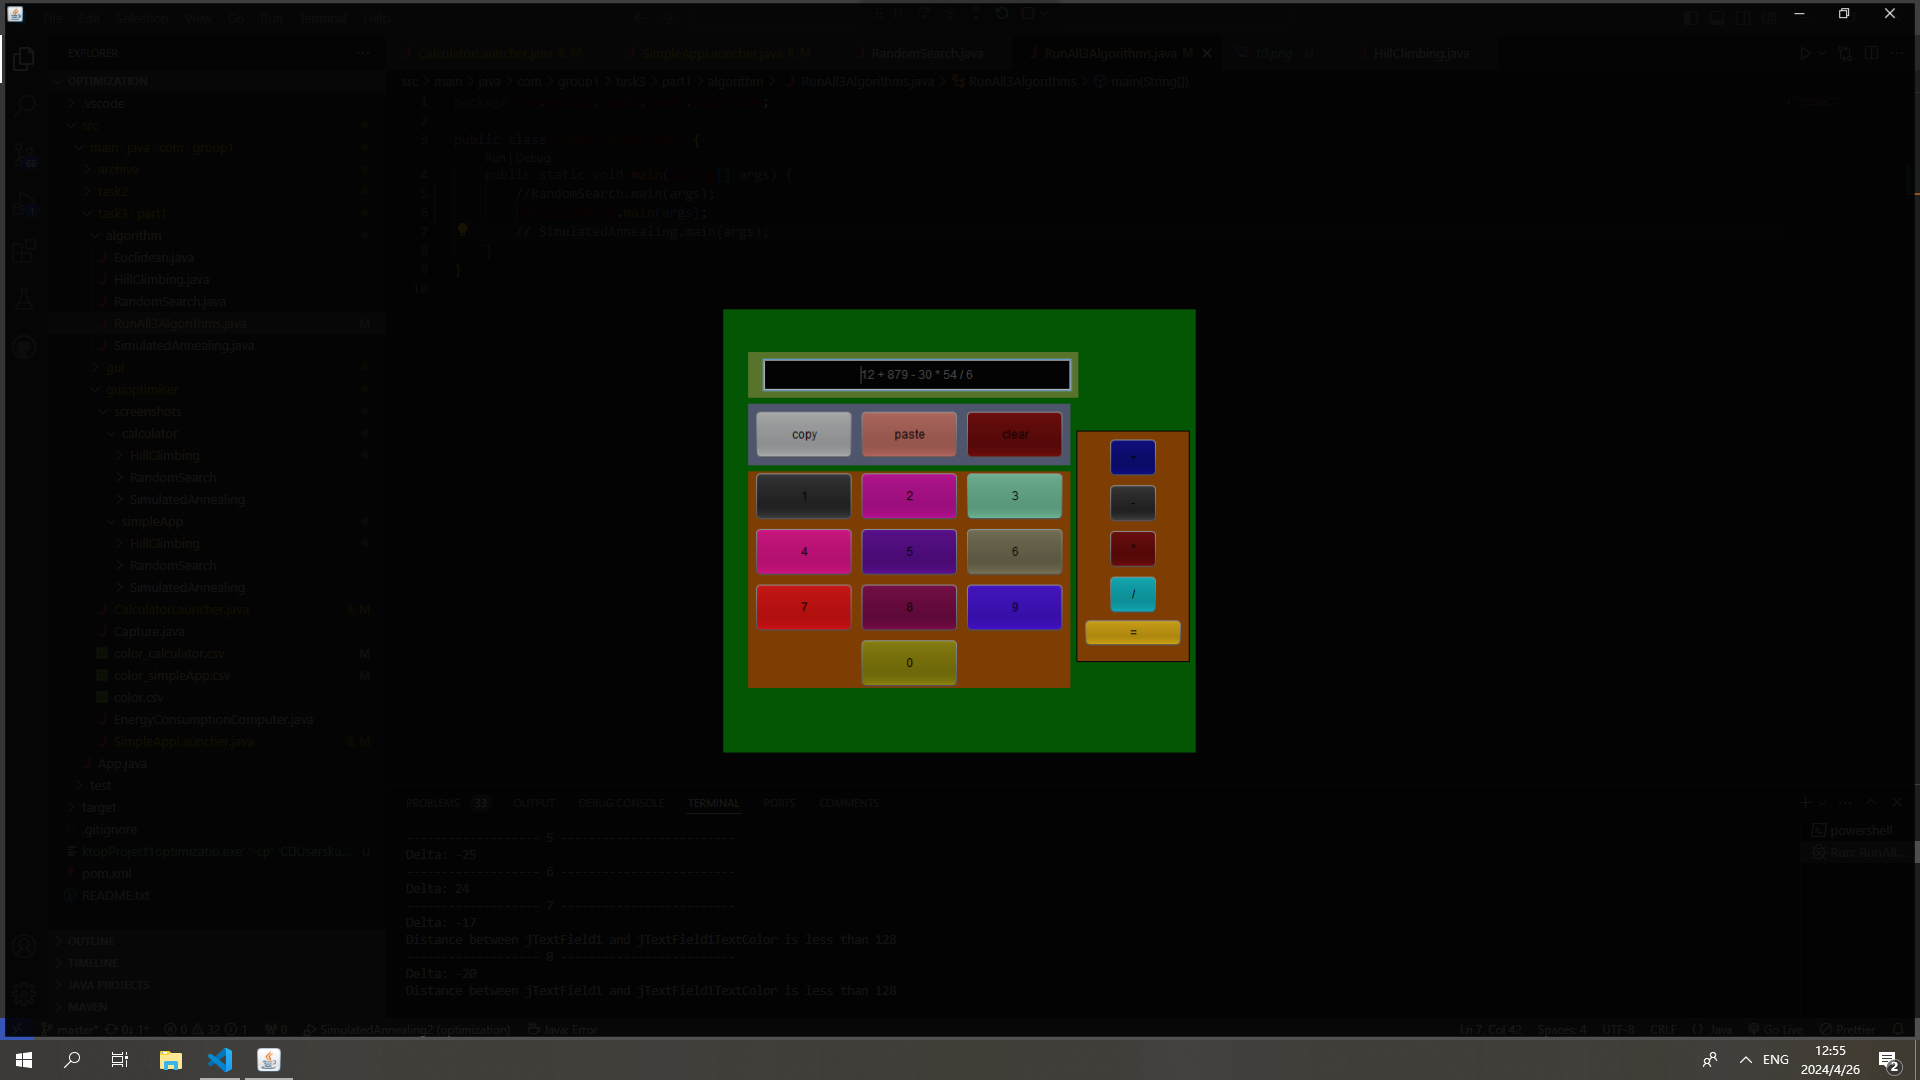 File Edit Selection View Go Run Terminal Help
EXPLORER
CalculatorLauncher.java 8, M SimpleAppLauncher.java 8, M RandomSearch.java RunAll3Algorithms.java M 10.png U HillClimbing.java
OPTIMIZATION
src > main > java > com > group1 > task3 > part1 > algorithm > RunAll3Algorithms.java > RunAll3Algorithms > main(String[])
.vscode
src
main \ java \ com \ group1
archive
task2
task3 \ part1
algorithm
Euclidean.java
HillClimbing.java
RandomSearch.java
RunAll3Algorithms.java M
SimulatedAnnealing.java
gui
guioptimiser
screenshots
calculator
HillClimbing
RandomSearch
SimulatedAnnealing
simpleApp
HillClimbing
RandomSearch
SimulatedAnnealing
CalculatorLauncher.java 8, M
Capture.java
color_calculator.csv M
color_simpleApp.csv M
color.csv
EnergyConsumptionComputer.java
SimpleAppLauncher.java 8, M
App.java
test
target
.gitignore
ktopProject1optimizatio.exe' '-cp' 'C:Usersku... U
pom.xml
README.txt
OUTLINE
TIMELINE
JAVA PROJECTS
MAVEN
1 package
2
3 public class {
Run | Debug
4 public static void main( [] args) {
5 //RandomSearch.main(args);
6 .main(args);
7 // SimulatedAnnealing.main(args);
8 }
9 }
10
12 + 879 - 30 * 54 / 6
copy paste clear
1 2 3
4 5 6
7 8 9
0
+
-
*
/
=
PROBLEMS 33 OUTPUT DEBUG CONSOLE TERMINAL PORTS COMMENTS
------------------ 5 ------------------------
Delta: -25
------------------ 6 ------------------------
Delta: 24
------------------ 7 ------------------------
Delta: -17
Distance between jTextField1 and jTextField1TextColor is less than 128
------------------ 8 ------------------------
Delta: -20
Distance between jTextField1 and jTextField1TextColor is less than 128
powershell
Run: RunAll...
master* 0↓ 1↑ 0 32 1 0 SimulatedAnnealing2 (optimization) Java: Error
Ln 7, Col 42 Spaces: 4 UTF-8 CRLF {} Java Go Live Prettier
ENG
12:55
2024/4/26
2